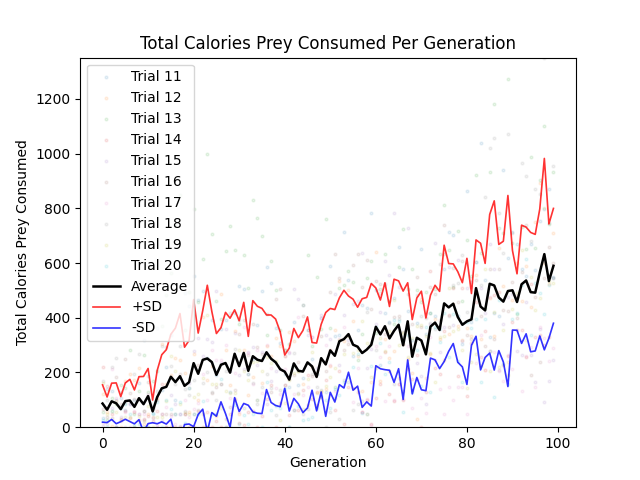 Total Calories Prey Consumed Per Generation
Total Calories Prey Consumed
1200
1000
800
600
400
200
0
Trial 11
Trial 12
Trial 13
Trial 14
Trial 15
Trial 16
Trial 17
Trial 18
Trial 19
Trial 20
Average
+SD
-SD
0 20 40 60 80 100
Generation